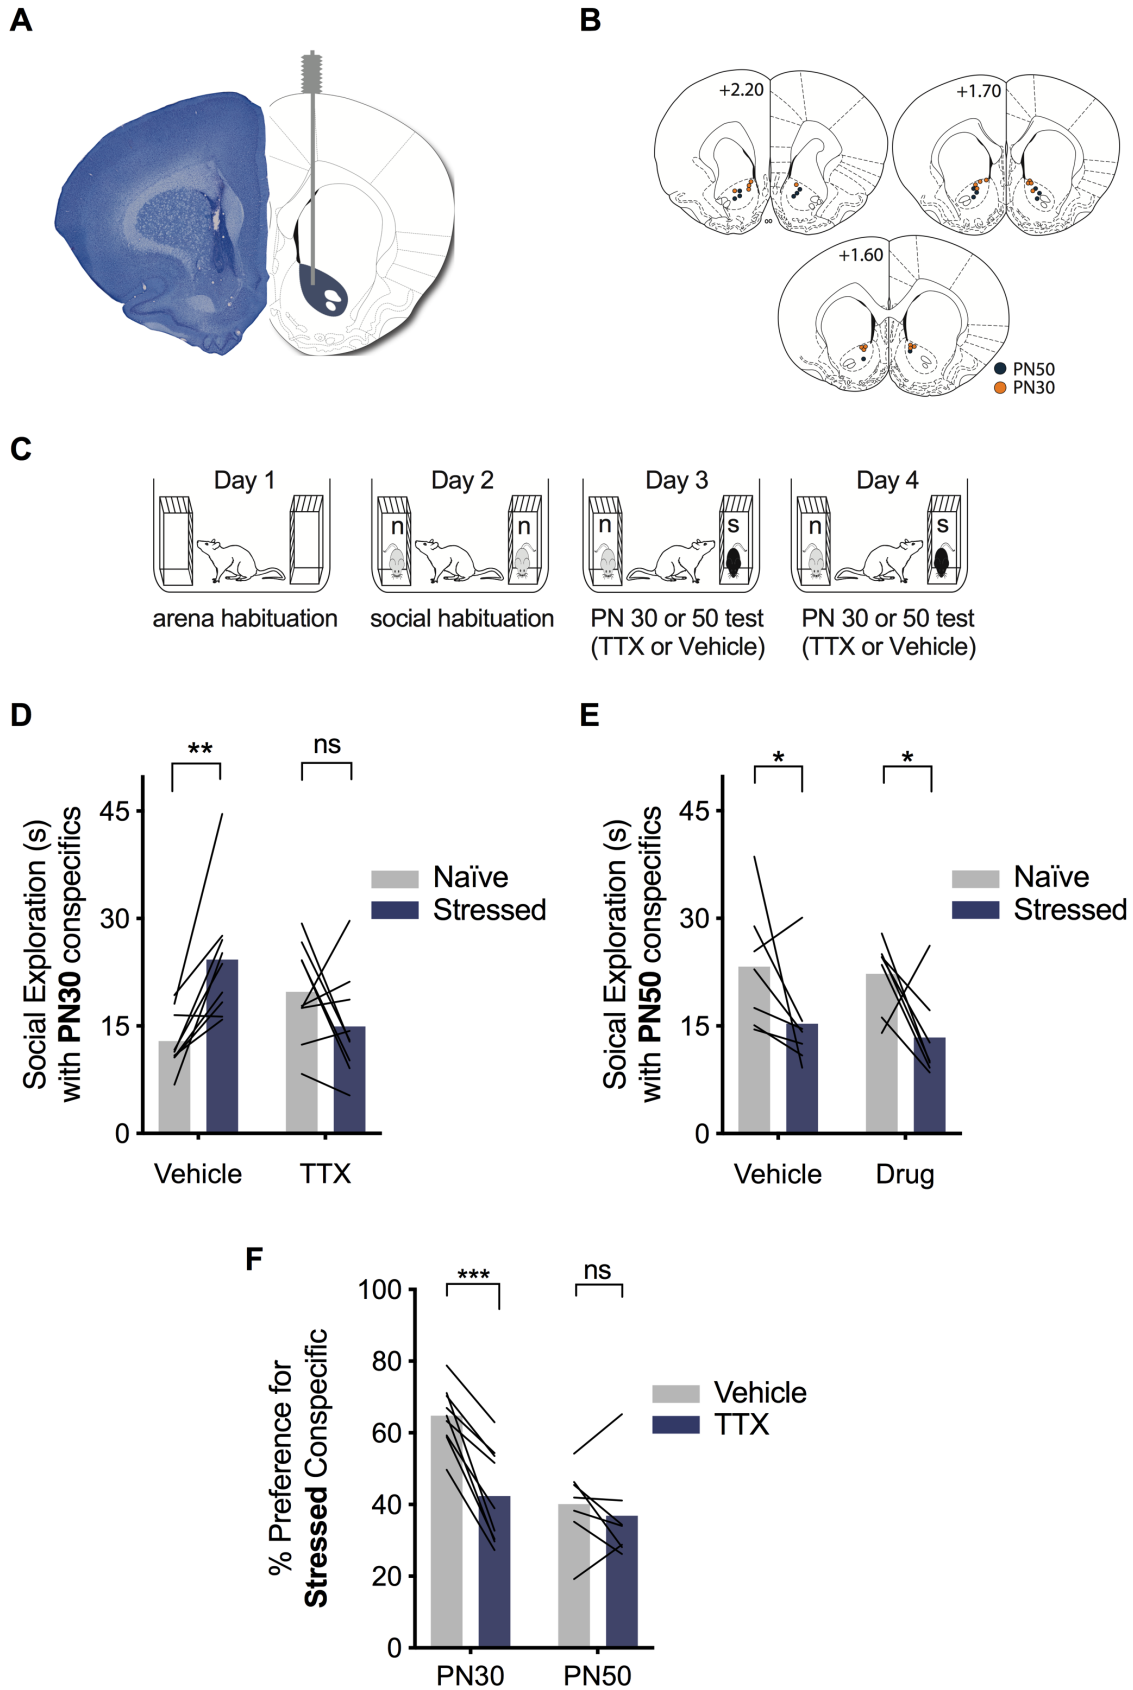 A
B
+2.20
+1.70
+1.60
PN50
PN30
C
Day 1
Day 2
Day 3
Day 4
n
n
n
s
n
s
arena habituation
social habituation
PN 30 or 50 test
(TTX or Vehicle)
PN 30 or 50 test
(TTX or Vehicle)
D
Social Exploration (s)
with PN30 conspecifics
45
30
15
0
**
ns
Naïve
Stressed
Vehicle
TTX
E
Soical Exploration (s)
with PN50 conspecifics
45
30
15
0
*
*
Naïve
Stressed
Vehicle
Drug
F
% Preference for
Stressed Conspecific
100
80
60
40
20
0
***
ns
Vehicle
TTX
PN30
PN50